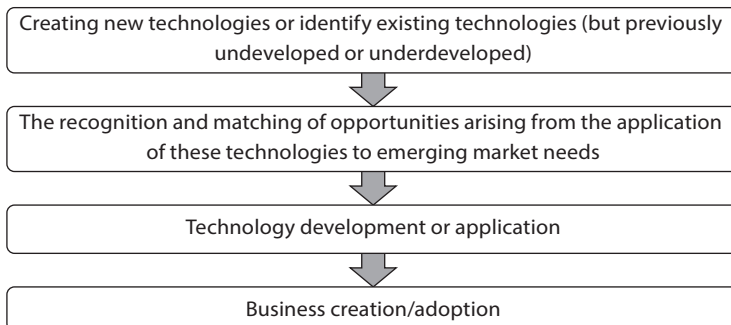 Creating new technologies or identify existing technologies (but previously
undeveloped or underdeveloped)
The recognition and matching of opportunities arising from the application
of these technologies to emerging market needs
Technology development or application
Business creation/adoption